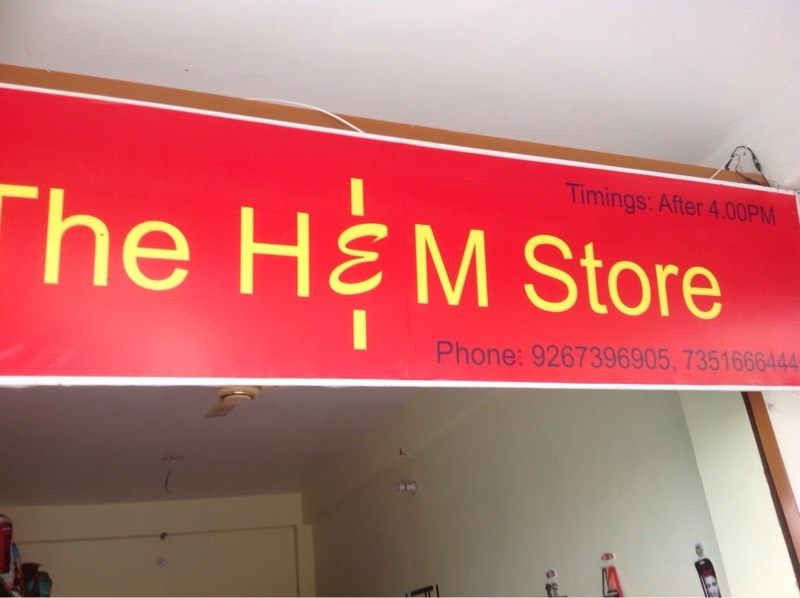 Timings: After 4.00PM
The H&M Store
Phone: 9267396905, 7351666444